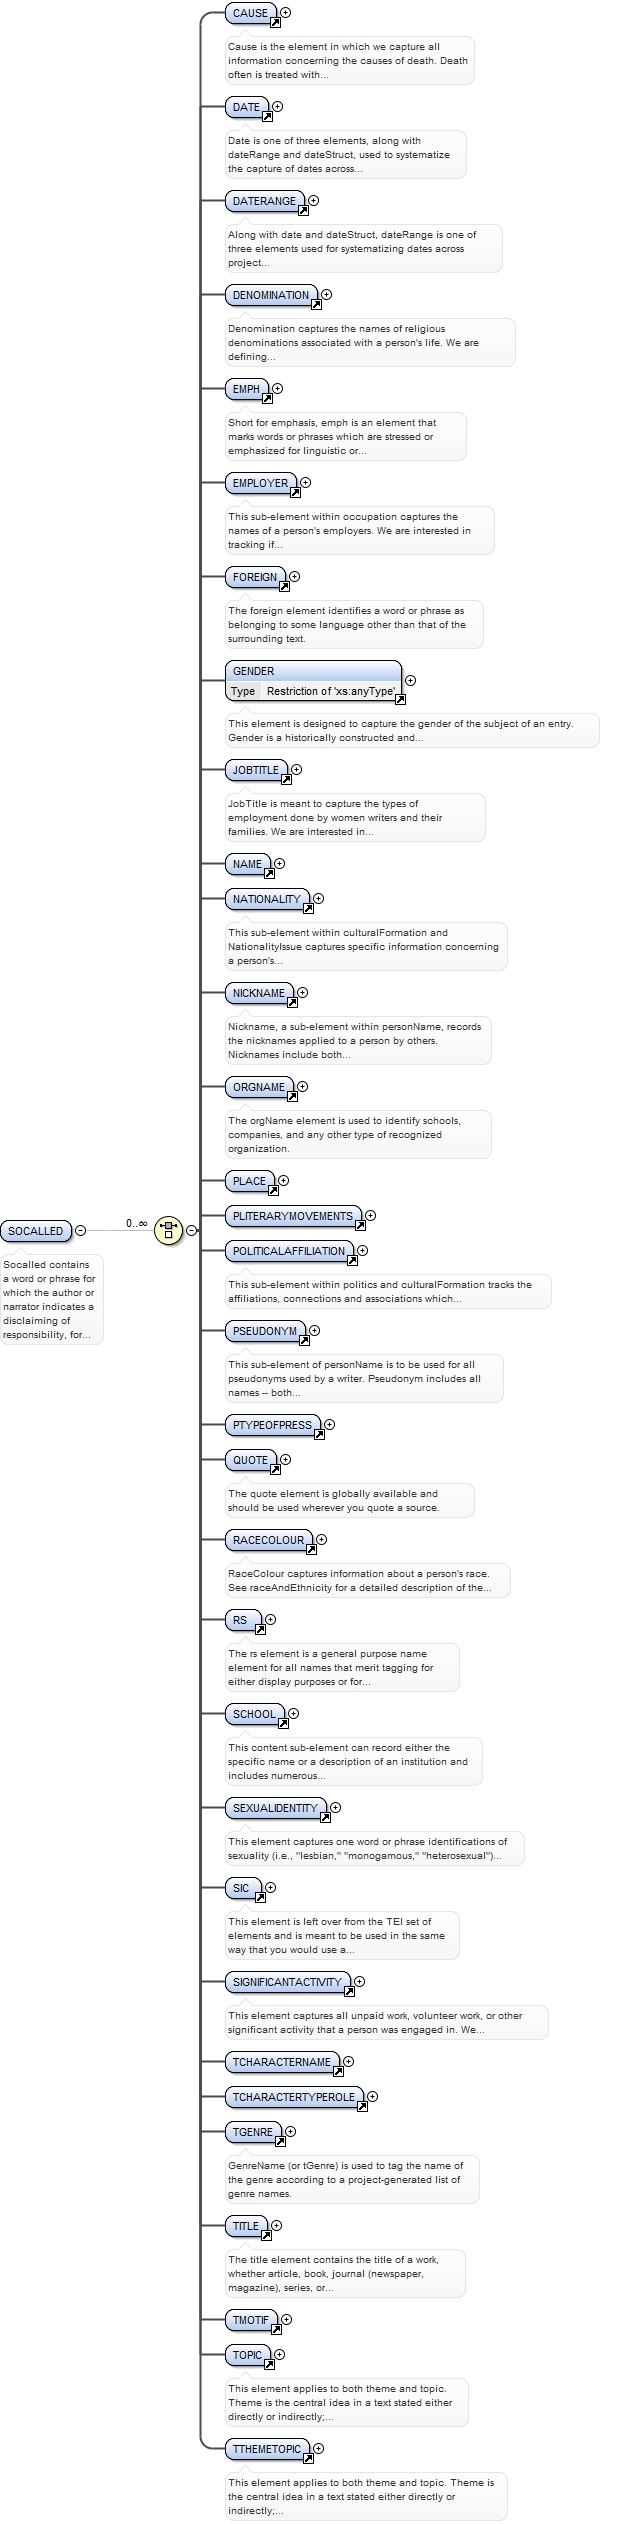 CAUSE
Cause is the element in which we capture all
information concerning the causes of death. Death
often is treated with...
DATE
Date is one of three elements, along with
dateRange and dateStruct, used to systematize
the capture of dates across...
DATERANGE
Along with date and dateStruct, dateRange is one of
three elements used for systematizing dates across
project...
DENOMINATION
Denomination captures the names of religious
denominations associated with a person's life. We are
defining...
EMPH
Short for emphasis, emph is an element that
marks words or phrases which are stressed or
emphasized for linguistic or...
EMPLOYER
This sub-element within occupation captures the
names of a person's employers. We are interested in
tracking if...
FOREIGN
The foreign element identifies a word or phrase as
belonging to some language other than that of the
surrounding text.
GENDER
Type Restriction of 'xs:anyType'
This element is designed to capture the gender of the subject of an entry.
Gender is a historically constructed and...
JOBTITLE
JobTitle is meant to capture the types of
employment done by women writers and their
families. We are interested in...
NAME
NATIONALITY
This sub-element within culturalFormation and
NationalityIssue captures specific information concerning
a person's...
NICKNAME
Nickname, a sub-element within personName, records
the nicknames applied to a person by others.
Nicknames include both...
ORGNAME
The orgName element is used to identify schools,
companies, and any other type of recognized
organization.
PLACE
PLITERARYMOVEMENTS
SOCALLED
0..∞
Socalled contains
a word or phrase for
which the author or
narrator indicates a
disclaiming of
responsibility, for...
POLITICALAFFILIATION
This sub-element within politics and culturalFormation tracks the
affiliations, connections and associations which...
PSEUDONYM
This sub-element of personName is to be used for all
pseudonyms used by a writer. Pseudonym includes all
names -- both...
PTYPEOFPRESS
QUOTE
The quote element is globally available and
should be used wherever you quote a source.
RACECOLOUR
RaceColour captures information about a person's race.
See raceAndEthnicity for a detailed description of the...
RS
The rs element is a general purpose name
element for all names that merit tagging for
either display purposes or for...
SCHOOL
This content sub-element can record either the
specific name or a description of an institution and
includes numerous...
SEXUALIDENTITY
This element captures one word or phrase identifications of
sexuality (i.e., "lesbian," "monogamous," "heterosexual")...
SIC
This element is left over from the TEI set of
elements and is meant to be used in the same
way that you would use a...
SIGNIFICANTACTIVITY
This element captures all unpaid work, volunteer work, or other
significant activity that a person was engaged in. We...
TCHARACTERNAME
TCHARACTERTYPEROLE
TGENRE
GenreName (or tGenre) is used to tag the name of
the genre according to a project-generated list of
genre names.
TITLE
The title element contains the title of a work,
whether article, book, journal (newspaper,
magazine), series, or...
TMOTIF
TOPIC
This element applies to both theme and topic.
Theme is the central idea in a text stated either
directly or indirectly;...
TTHEMETOPIC
This element applies to both theme and topic. Theme is
the central idea in a text stated either directly or
indirectly;...